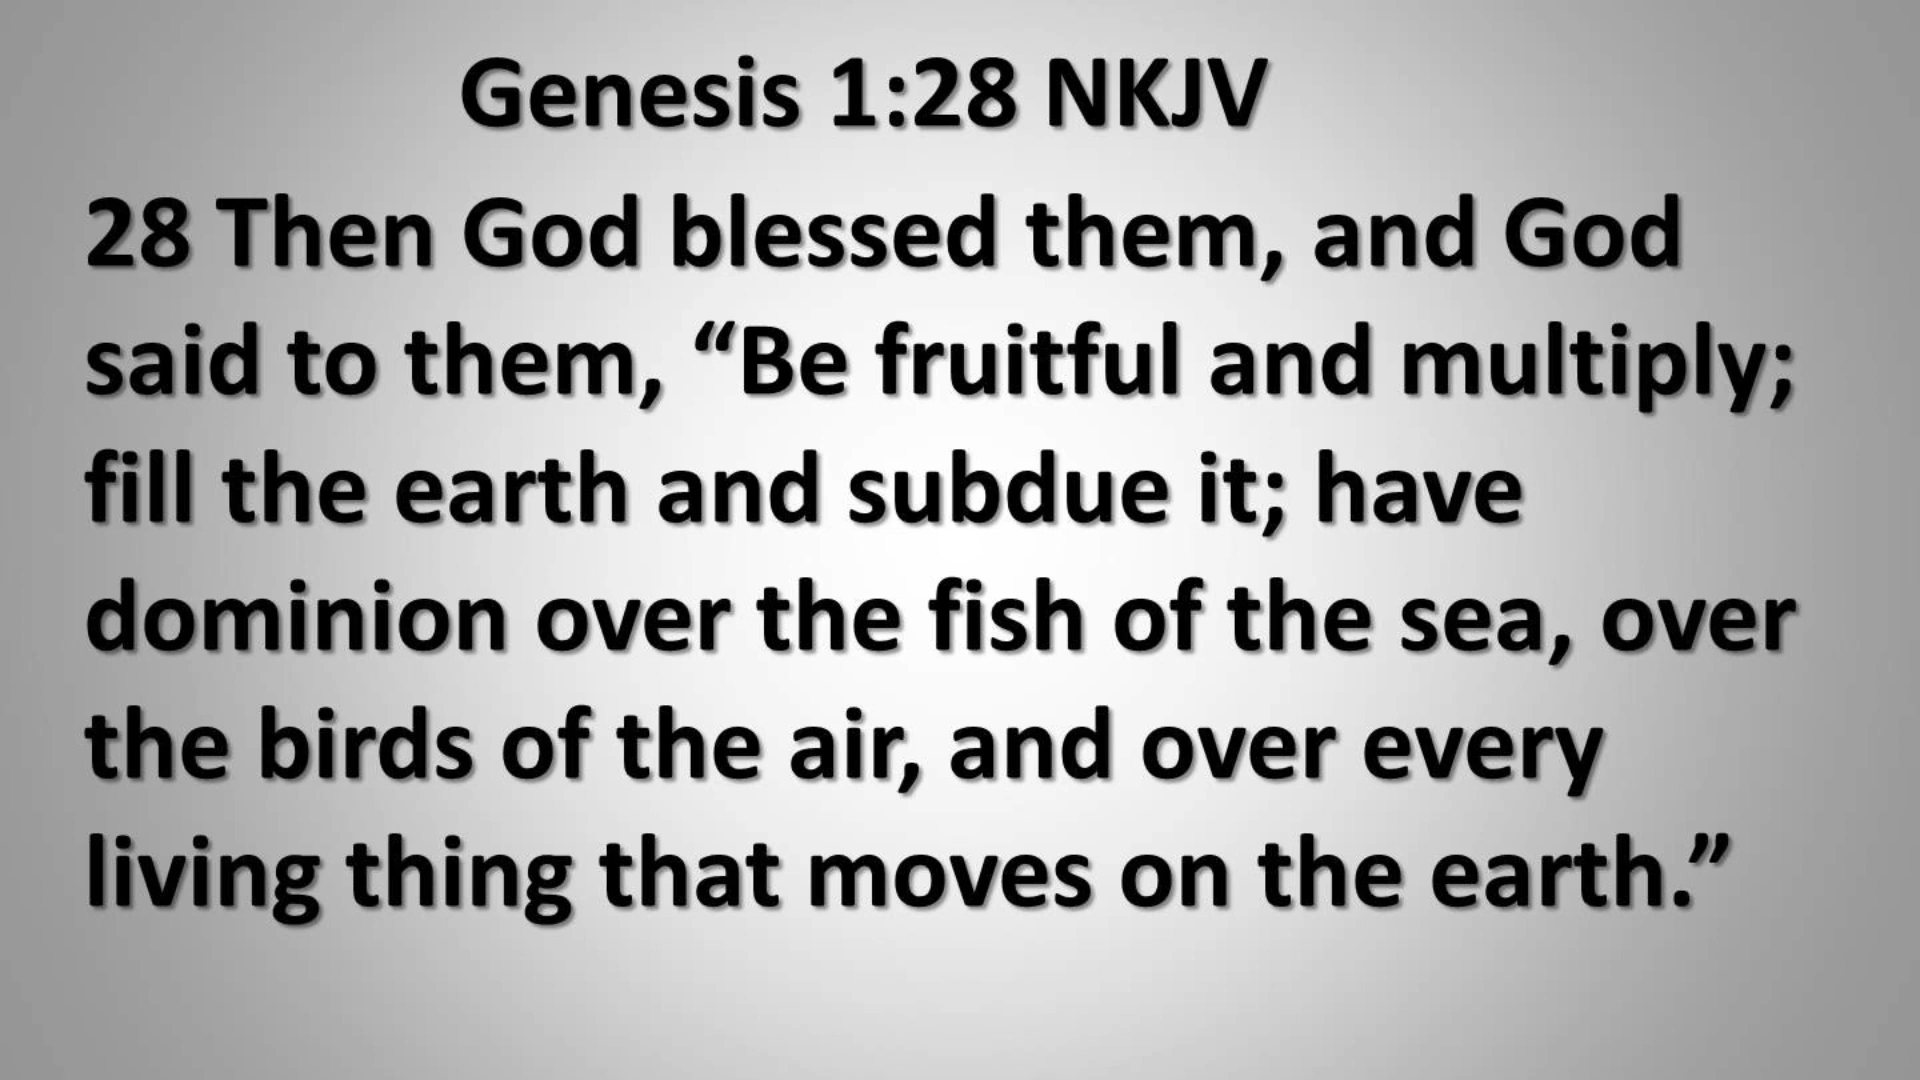 Genesis 1:28 NKJV
28 Then God blessed them, and God
said to them, “Be fruitful and multiply;
fill the earth and subdue it; have
dominion over the fish of the sea, over
the birds of the air, and over every
living thing that moves on the earth.”